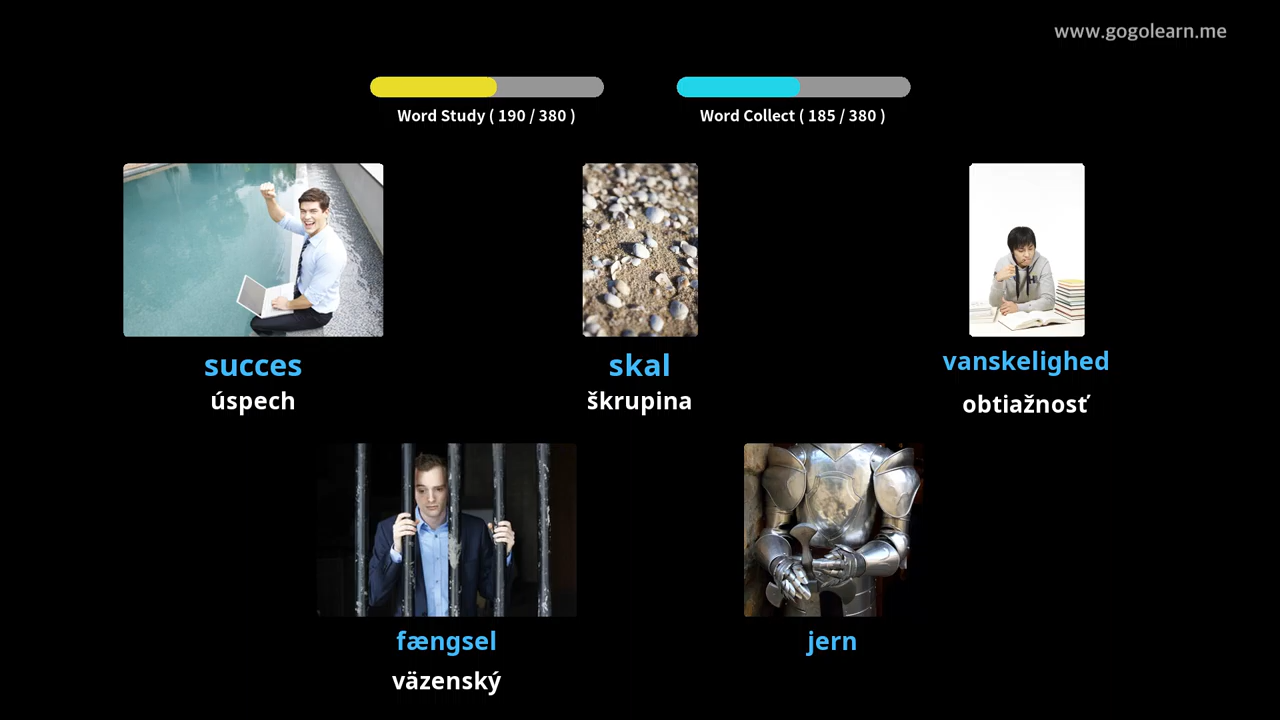 www.gogolearn.me
Word Study ( 190 / 380 )
Word Collect ( 185 / 380 )
succes
úspech
skal
škrupina
vanskelighed
obtiažnosť
fængsel
väzenský
jern